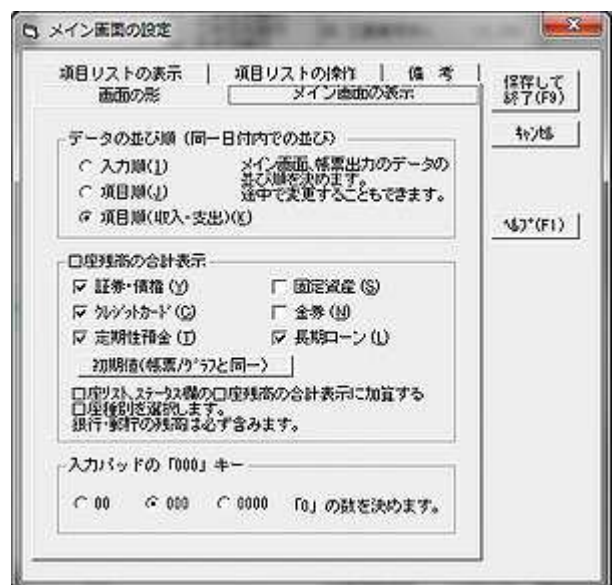 メイン画面の設定
項目リストの表示
項目リストの操作
備 考
画面の形
メイン画面の表示
保存して
終了(F9)
キャンセル
ヘルプ(F1)
データの並び順 (同一日付内での並び)
入力順(I)
項目順(J)
項目順(収入・支出)(K)
メイン画面、帳票出力のデータの
並び順を決めます。
途中で変更することもできます。
口座残高の合計表示
証券・債権(Y)
固定資産(S)
クレジットカード(C)
金券(N)
定期性預金(T)
長期ローン(L)
初期値(帳票/グラフと同一)
口座リスト、ステータス欄の口座残高の合計表示に加算する
口座種別を選択します。
銀行・郵貯の残高は必ず含みます。
入力パッドの「000」キー
00
000
0000
「0」の数を決めます。